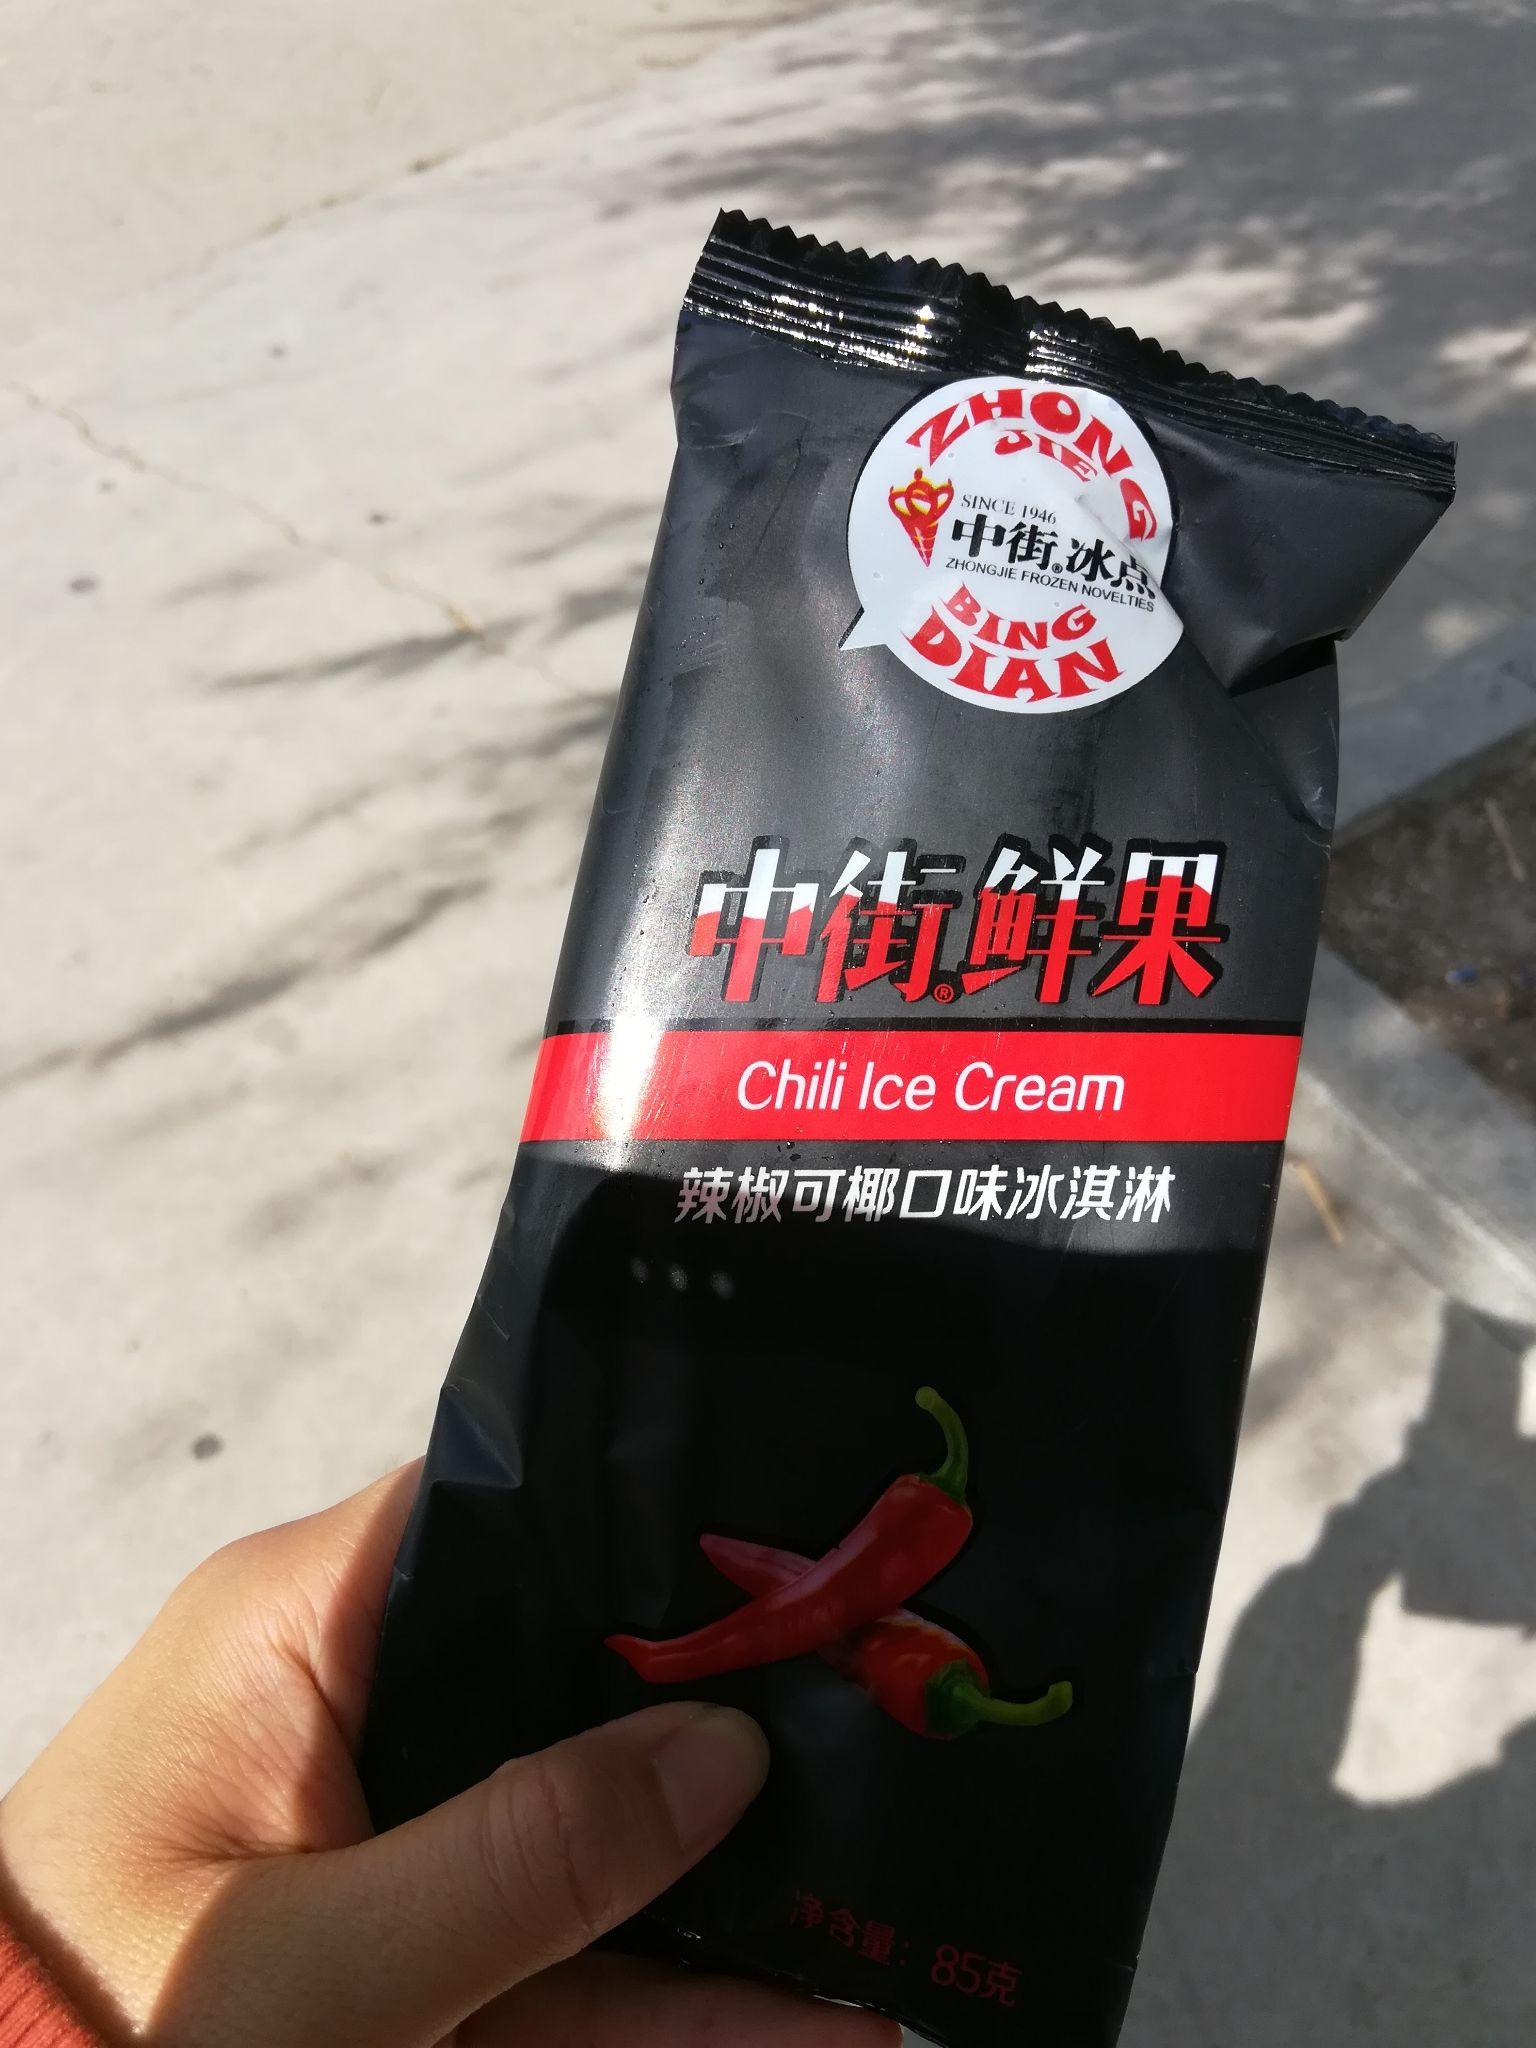 ZHONG
JIE
SINCE 1946
中街®冰点
ZHONGJIE FROZEN NOVELTIES
BING
DIAN
中街®鲜果
Chili Ice Cream
辣椒可椰口味冰淇淋
净含量：85克